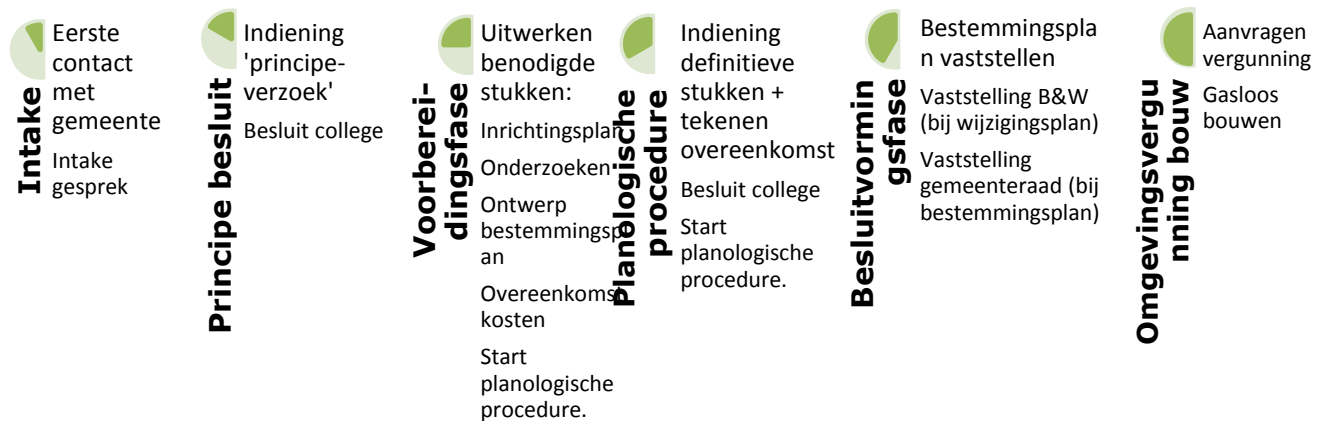 Intake
Eerste
contact
met
gemeente
Intake
gesprek
Principe besluit
Indiening
'principe-
verzoek'
Besluit college
Voorberei-
dingsfase
Uitwerken
benodigde
stukken:
Inrichtingsplan
Onderzoeken
Ontwerp
bestemmingspl
an
Overeenkomst
kosten
Start
planologische
procedure.
Planologische
procedure
Indiening
definitieve
stukken +
tekenen
overeenkomst
Besluit college
Start
planologische
procedure.
Besluitvormin
gsfase
Bestemmingspla
n vaststellen
Vaststelling B&W
(bij wijzigingsplan)
Vaststelling
gemeenteraad (bij
bestemmingsplan)
Omgevingsvergu
nning bouw
Aanvragen
vergunning
Gasloos
bouwen